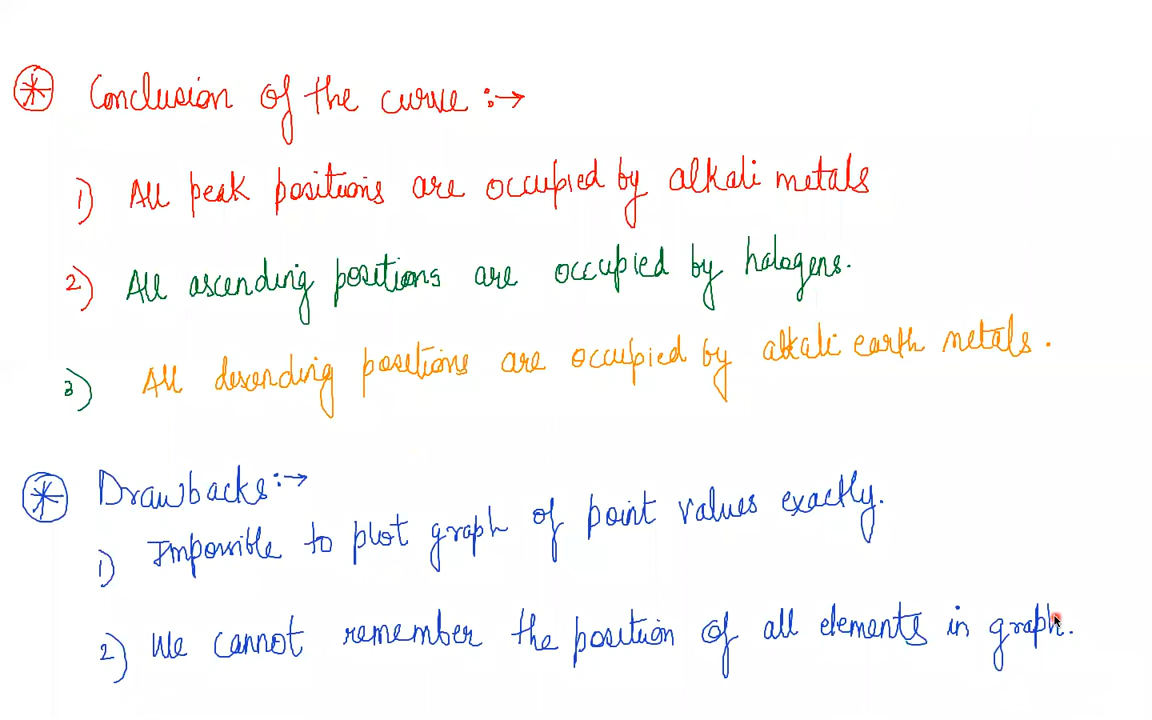 Conclusion of the curve :→
1) All peak positions are occupied by alkali metals
2) All ascending positions are occupied by halogens.
3) All descending positions are occupied by alkali earth metals.
Drawbacks :→
1) Impossible to plot graph of point values exactly.
2) We cannot remember the position of all elements in graph.